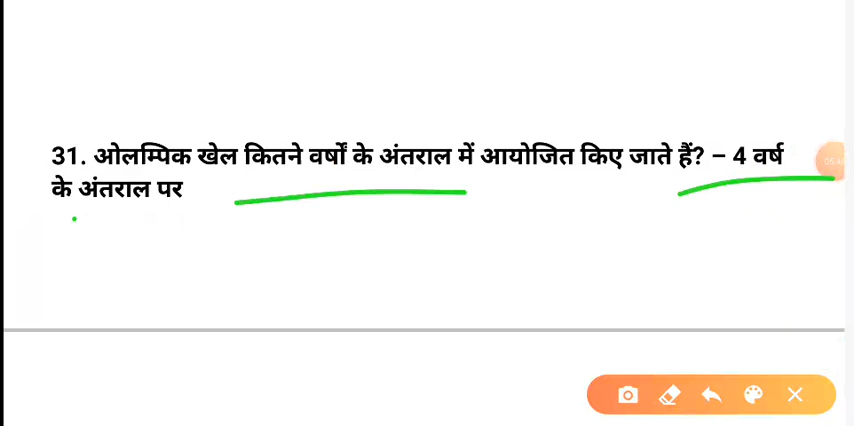 31. ओलम्पिक खेल कितने वर्षों के अंतराल में आयोजित किए जाते हैं? – 4 वर्ष
के अंतराल पर